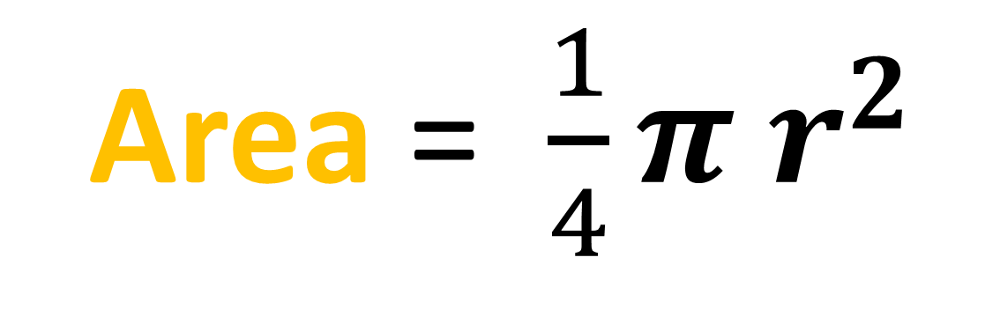 Area = 1/4 π r²